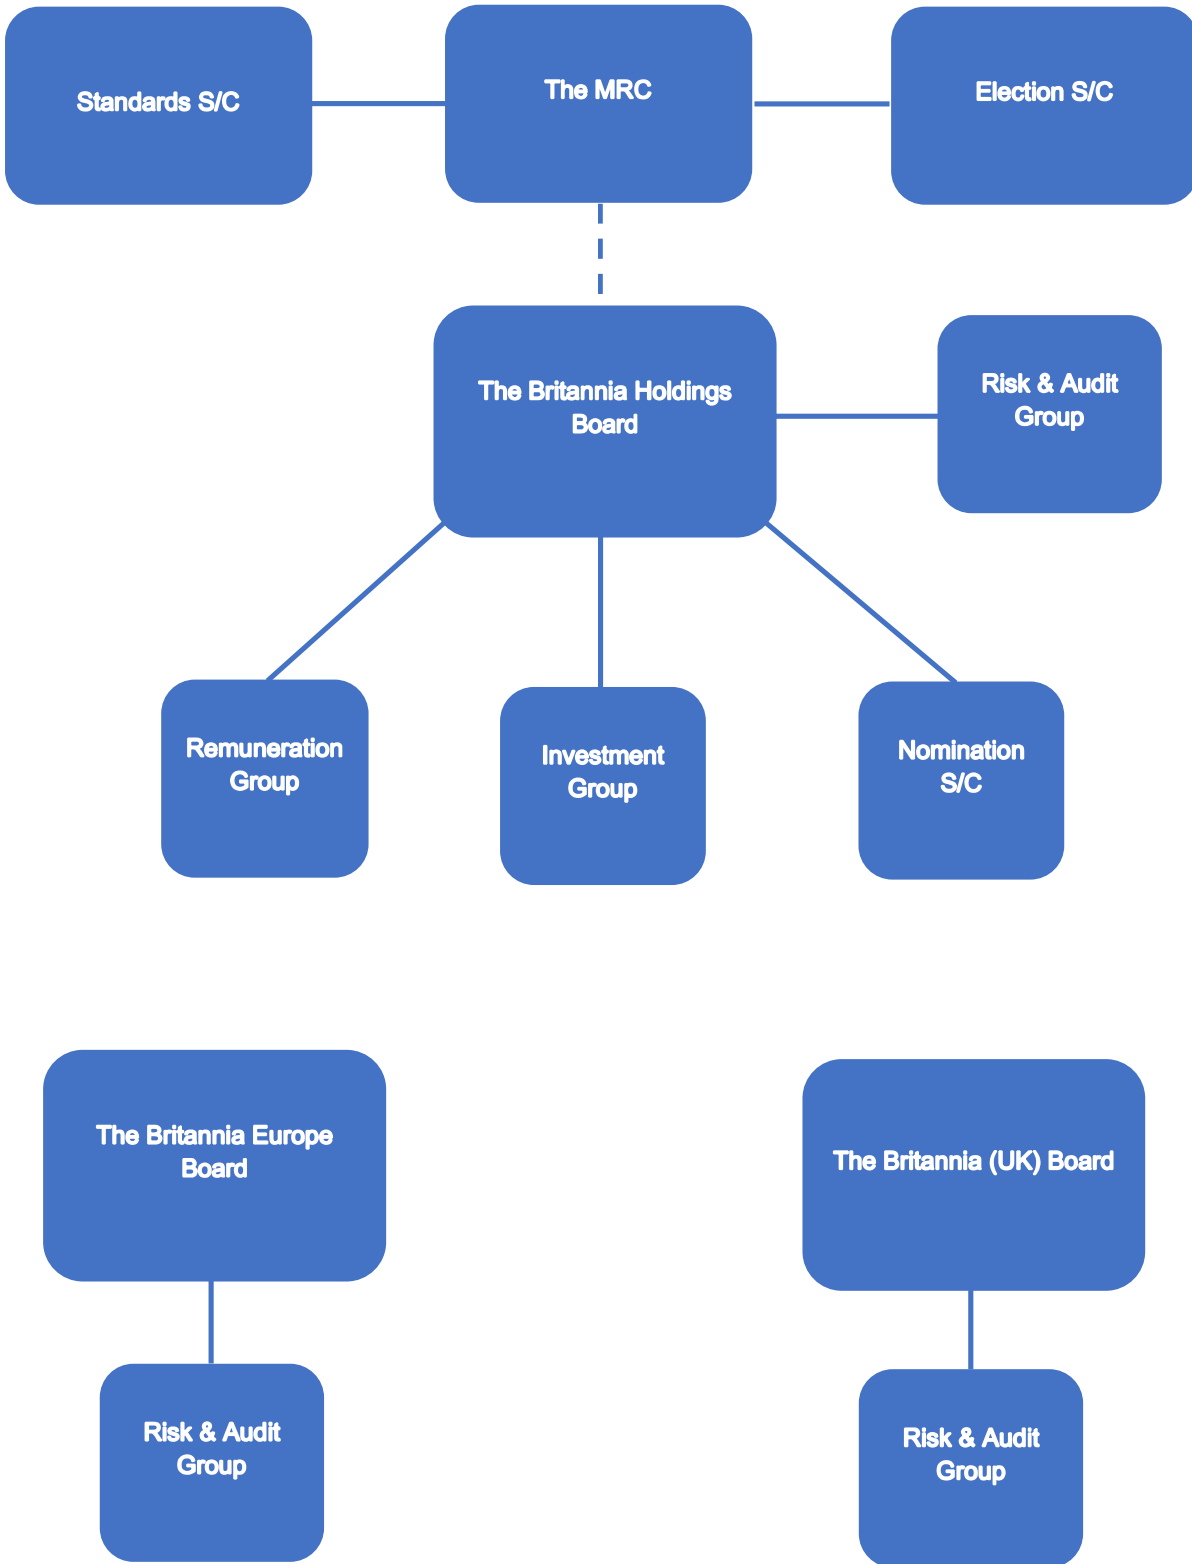 Standards S/C
The MRC
Election S/C
The Britannia Holdings
Board
Risk & Audit
Group
Remuneration
Group
Investment
Group
Nomination
S/C
The Britannia Europe
Board
The Britannia (UK) Board
Risk & Audit
Group
Risk & Audit
Group